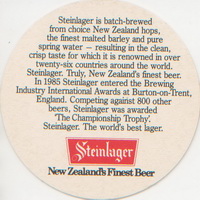 Steinlager is batch-brewed
from choice New Zealand hops,
the finest malted barley and pure
spring water – resulting in the clean,
crisp taste for which it is renowned in over
twenty-six countries around the world.
Steinlager. Truly, New Zealand's finest beer.
In 1985 Steinlager entered the Brewing
Industry International Awards at Burton-on-Trent,
England. Competing against 800 other
beers, Steinlager was awarded
'The Championship Trophy'.
Steinlager. The world's best lager.
Steinlager
New Zealand's Finest Beer